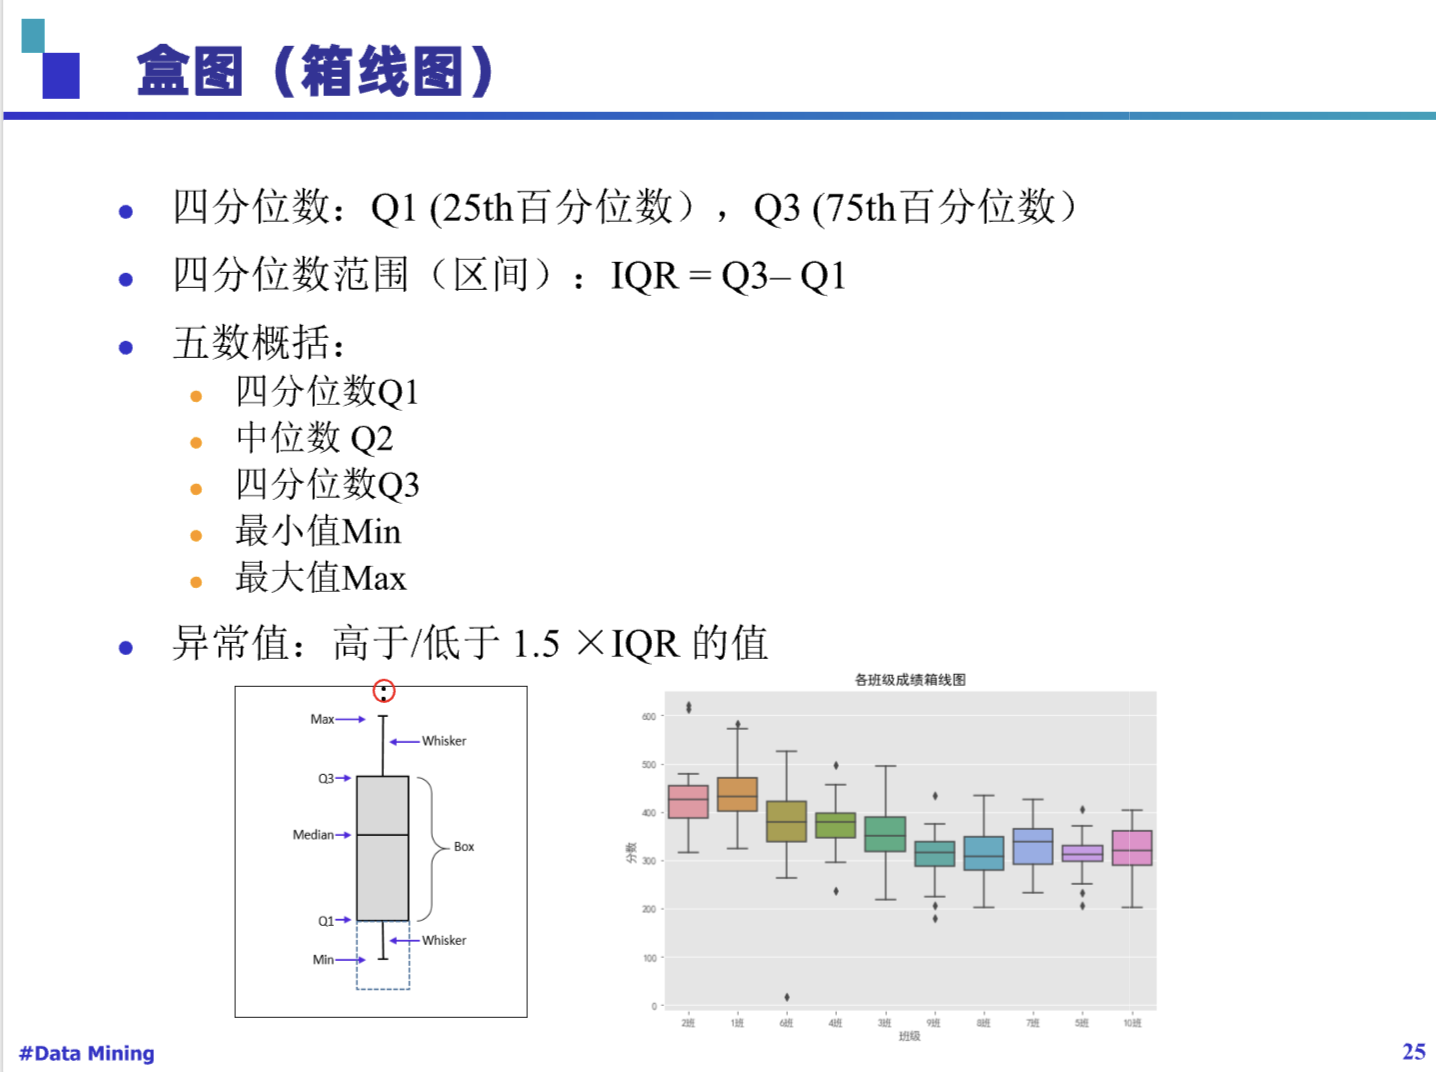 盒图（箱线图）
四分位数：Q1 (25th百分位数），Q3 (75th百分位数）
四分位数范围（区间）：IQR = Q3– Q1
五数概括：
四分位数Q1
中位数 Q2
四分位数Q3
最小值Min
最大值Max
异常值：高于/低于 1.5 ×IQR 的值
Max
Whisker
Q3
Median
Box
Q1
Whisker
Min
各班级成绩箱线图
分数
600
500
400
300
200
100
0
2班 1班 6班 4班 3班 9班 8班 7班 5班 10班
班级
#Data Mining
25